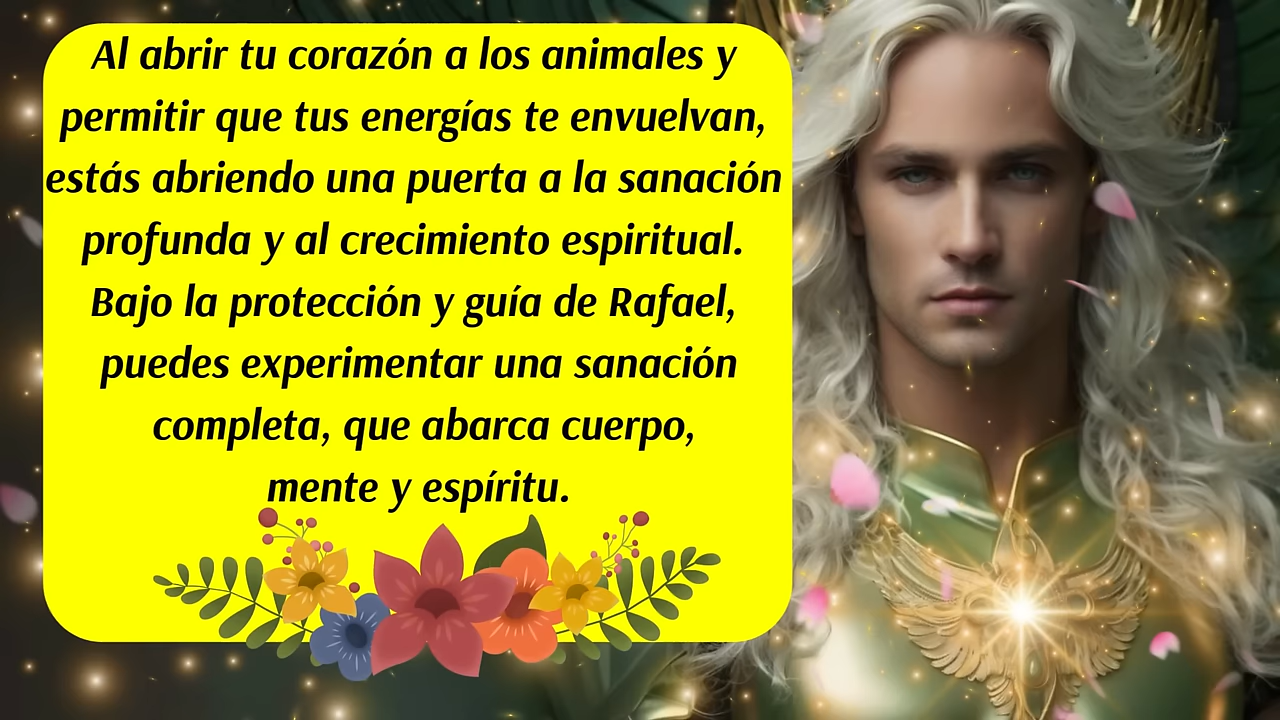 Al abrir tu corazón a los animales y
permitir que tus energías te envuelvan,
estás abriendo una puerta a la sanación
profunda y al crecimiento espiritual.
Bajo la protección y guía de Rafael,
puedes experimentar una sanación
completa, que abarca cuerpo,
mente y espíritu.